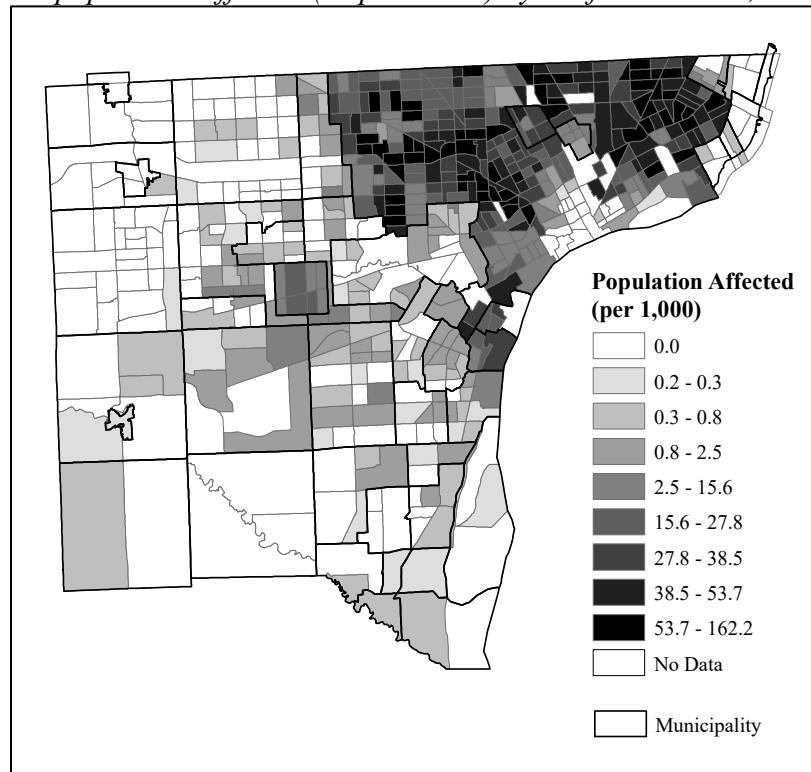 Population Affected
(per 1,000)
0.0
0.2 - 0.3
0.3 - 0.8
0.8 - 2.5
2.5 - 15.6
15.6 - 27.8
27.8 - 38.5
38.5 - 53.7
53.7 - 162.2
No Data
Municipality